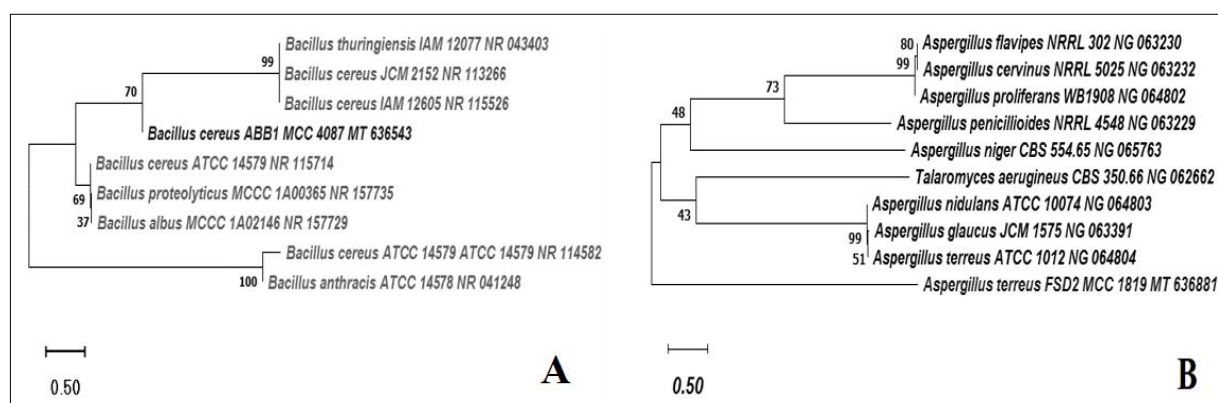 99
Bacillus thuringiensis IAM 12077 NR 043403
Bacillus cereus JCM 2152 NR 113266
Bacillus cereus IAM 12605 NR 115526
70
Bacillus cereus ABB1 MCC 4087 MT 636543
Bacillus cereus ATCC 14579 NR 115714
Bacillus proteolyticus MCCC 1A00365 NR 157735
69
Bacillus albus MCCC 1A02146 NR 157729
37
Bacillus cereus ATCC 14579 ATCC 14579 NR 114582
Bacillus anthracis ATCC 14578 NR 041248
100
0.50
A
80
Aspergillus flavipes NRRL 302 NG 063230
99
Aspergillus cervinus NRRL 5025 NG 063232
Aspergillus proliferans WB1908 NG 064802
73
Aspergillus penicillioides NRRL 4548 NG 063229
48
Aspergillus niger CBS 554.65 NG 065763
Talaromyces aerugineus CBS 350.66 NG 062662
43
Aspergillus nidulans ATCC 10074 NG 064803
Aspergillus glaucus JCM 1575 NG 063391
99
Aspergillus terreus ATCC 1012 NG 064804
51
Aspergillus terreus FSD2 MCC 1819 MT 636881
0.50
B